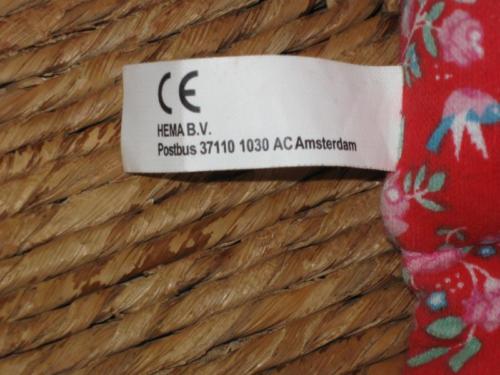 CE
HEMA B.V.
Postbus 37110 1030 AC Amsterdam